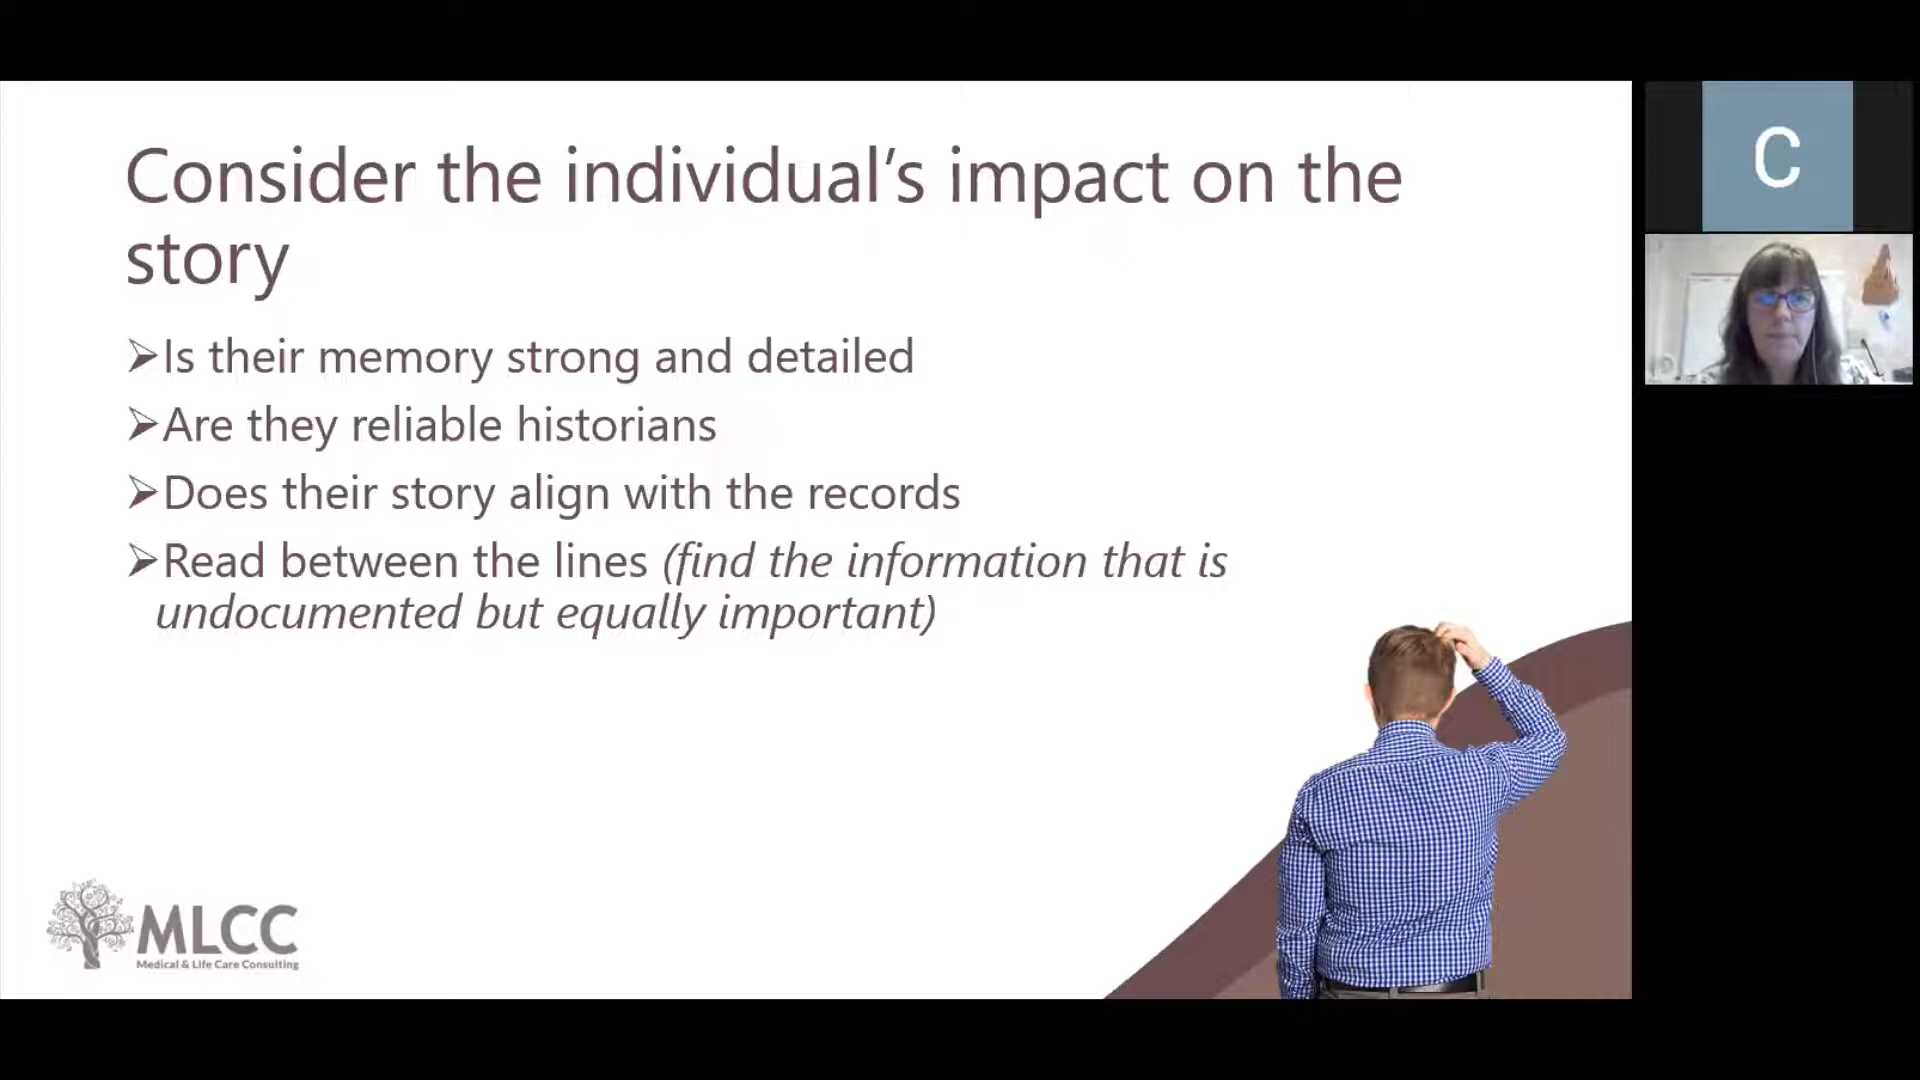 Consider the individual’s impact on the
story
➢Is their memory strong and detailed
➢Are they reliable historians
➢Does their story align with the records
➢Read between the lines (find the information that is
undocumented but equally important)
MLCC
Medical & Life Care Consulting
C